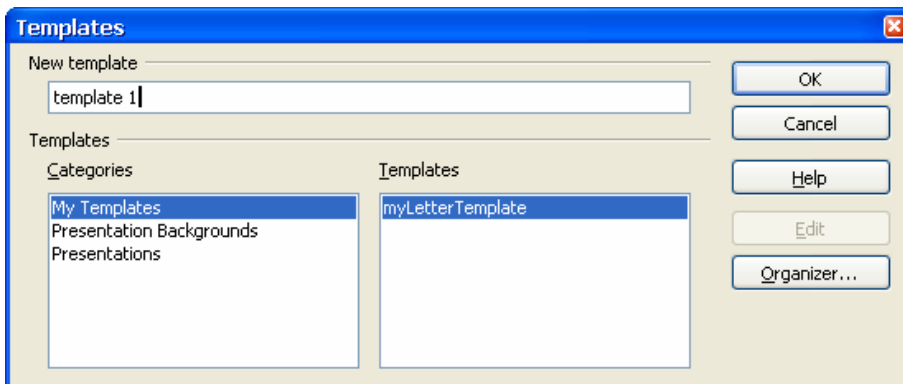 Templates
New template
template 1
OK
Cancel
Templates
Categories
Templates
Help
My Templates
Presentation Backgrounds
Presentations
myLetterTemplate
Edit
Organizer...